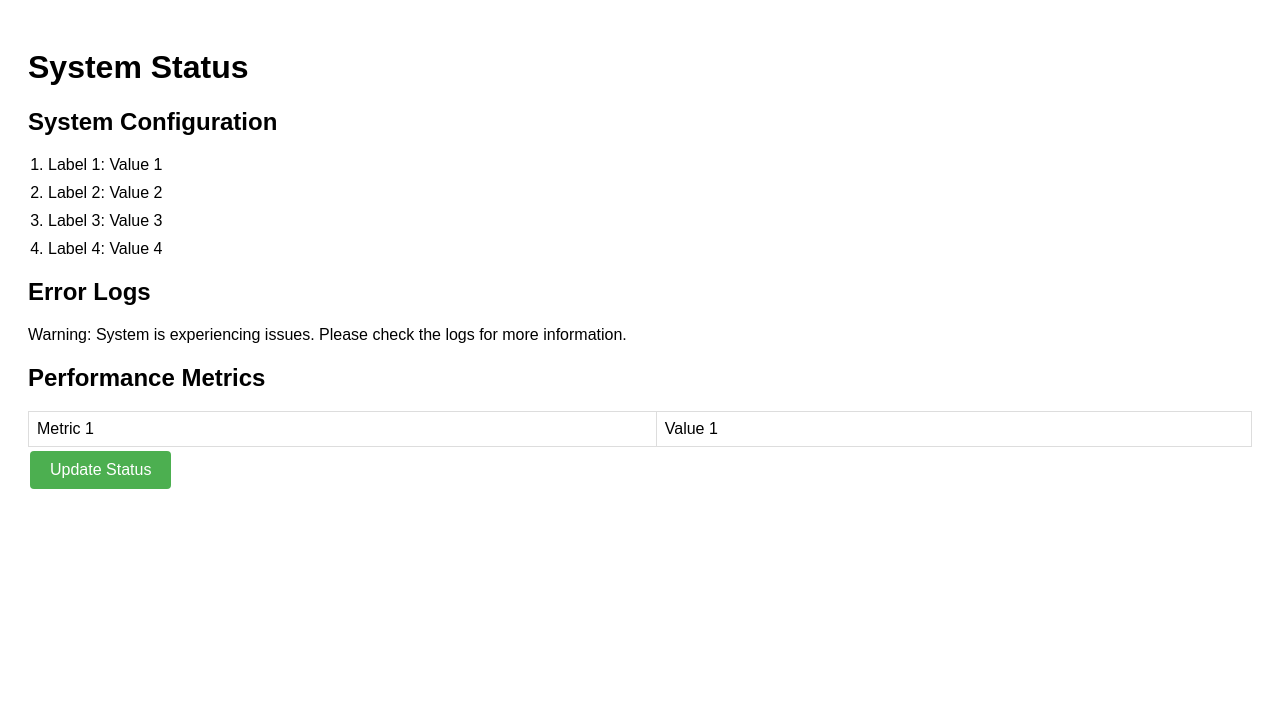 System Status
System Configuration
1. Label 1: Value 1
2. Label 2: Value 2
3. Label 3: Value 3
4. Label 4: Value 4
Error Logs
Warning: System is experiencing issues. Please check the logs for more information.
Performance Metrics
Metric 1 Value 1
Update Status